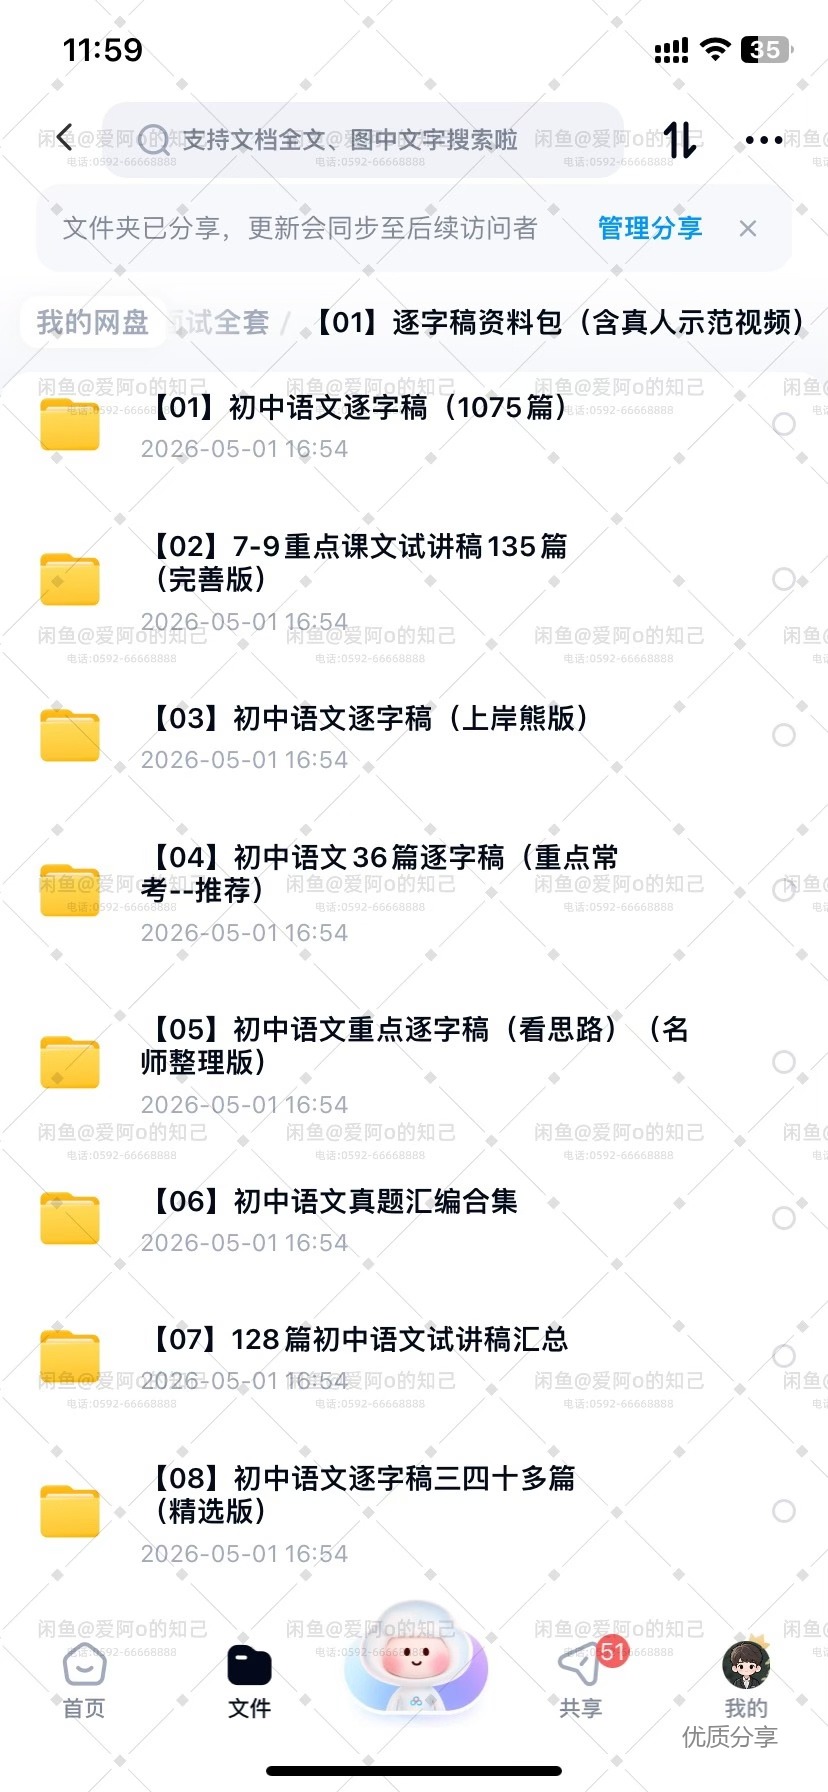 11:59
35
支持文档全文、图中文字搜索啦
文件夹已分享，更新会同步至后续访问者
管理分享
我的网盘
面试全套 / 【01】逐字稿资料包（含真人示范视频）
【01】初中语文逐字稿（1075篇）
2026-05-01 16:54
【02】7-9重点课文试讲稿135篇
（完善版）
2026-05-01 16:54
【03】初中语文逐字稿（上岸熊版）
2026-05-01 16:54
【04】初中语文36篇逐字稿（重点常
考--推荐）
2026-05-01 16:54
【05】初中语文重点逐字稿（看思路）（名
师整理版）
2026-05-01 16:54
【06】初中语文真题汇编合集
2026-05-01 16:54
【07】128篇初中语文试讲稿汇总
2026-05-01 16:54
【08】初中语文逐字稿三四十多篇
（精选版）
2026-05-01 16:54
闲鱼@爱阿o的知己
电话:0592-66668888
51
首页
文件
共享
我的
优质分享